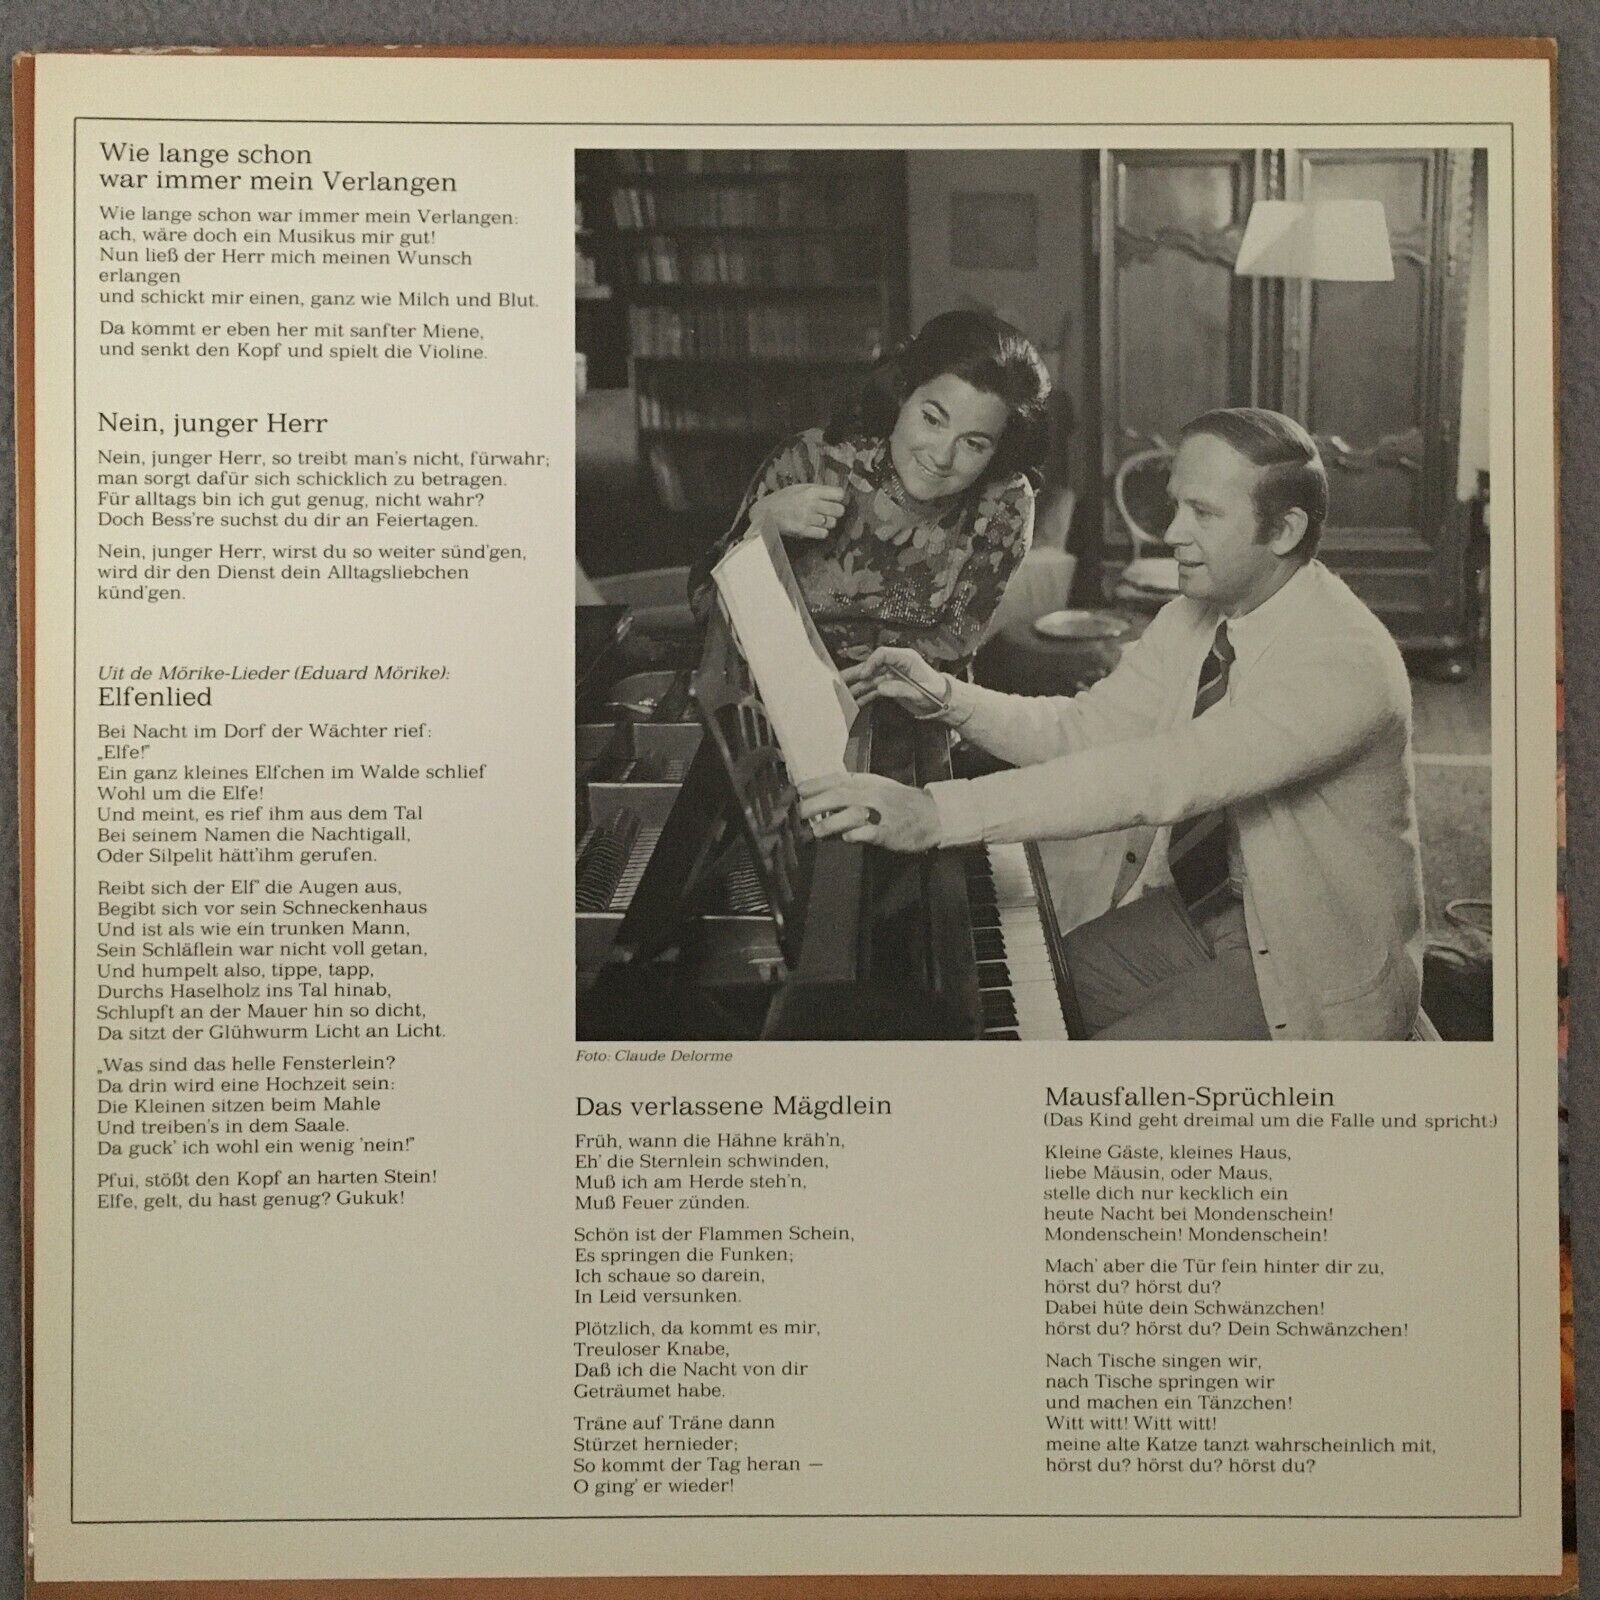 Wie lange schon
war immer mein Verlangen
Wie lange schon war immer mein Verlangen:
ach, wäre doch ein Musikus mir gut!
Nun ließ der Herr mich meinen Wunsch
erlangen
und schickt mir einen, ganz wie Milch und Blut.
Da kommt er eben her mit sanfter Miene,
und senkt den Kopf und spielt die Violine.
Nein, junger Herr
Nein, junger Herr, so treibt man's nicht, fürwahr;
man sorgt dafür sich schicklich zu betragen.
Für alltags bin ich gut genug, nicht wahr?
Doch Bess're suchst du dir an Feiertagen.
Nein, junger Herr, wirst du so weiter sünd'gen,
wird dir den Dienst dein Alltagsliebchen
künd'gen.
Uit de Mörike-Lieder (Eduard Mörike):
Elfenlied
Bei Nacht im Dorf der Wächter rief:
„Elfe!"
Ein ganz kleines Elfchen im Walde schlief
Wohl um die Elfe!
Und meint, es rief ihm aus dem Tal
Bei seinem Namen die Nachtigall,
Oder Silpelit hätt'ihm gerufen.
Reibt sich der Elf' die Augen aus,
Begibt sich vor sein Schneckenhaus
Und ist als wie ein trunken Mann,
Sein Schläflein war nicht voll getan,
Und humpelt also, tippe, tapp,
Durchs Haselholz ins Tal hinab,
Schlupft an der Mauer hin so dicht,
Da sitzt der Glühwurm Licht an Licht.
„Was sind das helle Fensterlein?
Da drin wird eine Hochzeit sein:
Die Kleinen sitzen beim Mahle
Und treiben's in dem Saale.
Da guck' ich wohl ein wenig 'nein!"
Pfui, stößt den Kopf an harten Stein!
Elfe, gelt, du hast genug? Gukuk!
Foto: Claude Delorme
Das verlassene Mägdlein
Früh, wann die Hähne kräh'n,
Eh' die Sternlein schwinden,
Muß ich am Herde steh'n,
Muß Feuer zünden.
Schön ist der Flammen Schein,
Es springen die Funken;
Ich schaue so darein,
In Leid versunken.
Plötzlich, da kommt es mir,
Treuloser Knabe,
Daß ich die Nacht von dir
Geträumet habe.
Träne auf Träne dann
Stürzet hernieder;
So kommt der Tag heran —
O ging' er wieder!
Mausfallen-Sprüchlein
(Das Kind geht dreimal um die Falle und spricht:)
Kleine Gäste, kleines Haus,
liebe Mäusin, oder Maus,
stelle dich nur kecklich ein
heute Nacht bei Mondenschein!
Mondenschein! Mondenschein!
Mach' aber die Tür fein hinter dir zu,
hörst du? hörst du?
Dabei hüte dein Schwänzchen!
hörst du? hörst du? Dein Schwänzchen!
Nach Tische singen wir,
nach Tische springen wir
und machen ein Tänzchen!
Witt witt! Witt witt!
meine alte Katze tanzt wahrscheinlich mit,
hörst du? hörst du? hörst du?